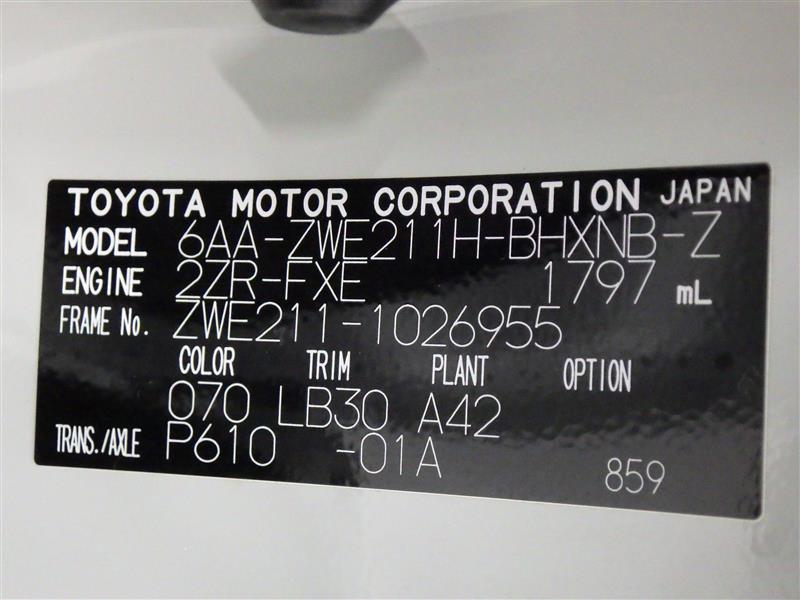 TOYOTA MOTOR CORPORATION JAPAN
MODEL 6AA-ZWE211H-BHXNB-Z
ENGINE 2ZR-FXE 1797 mL
FRAME No. ZWE211-1026955
COLOR TRIM PLANT OPTION
070 LB30 A42
TRANS./AXLE P610 -01A
859